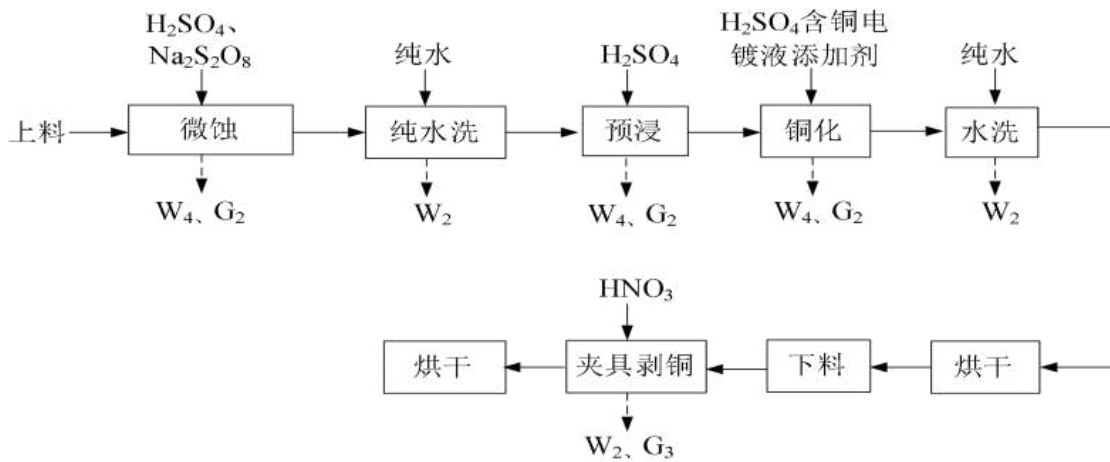 H₂SO₄、
Na₂S₂O₈
纯水
H₂SO₄
H₂SO₄含铜电
镀液添加剂
纯水
上料
微蚀
纯水洗
预浸
铜化
水洗
W₄、G₂
W₂
W₄、G₂
W₄、G₂
W₂
HNO₃
烘干
夹具剥铜
下料
烘干
W₂、G₃